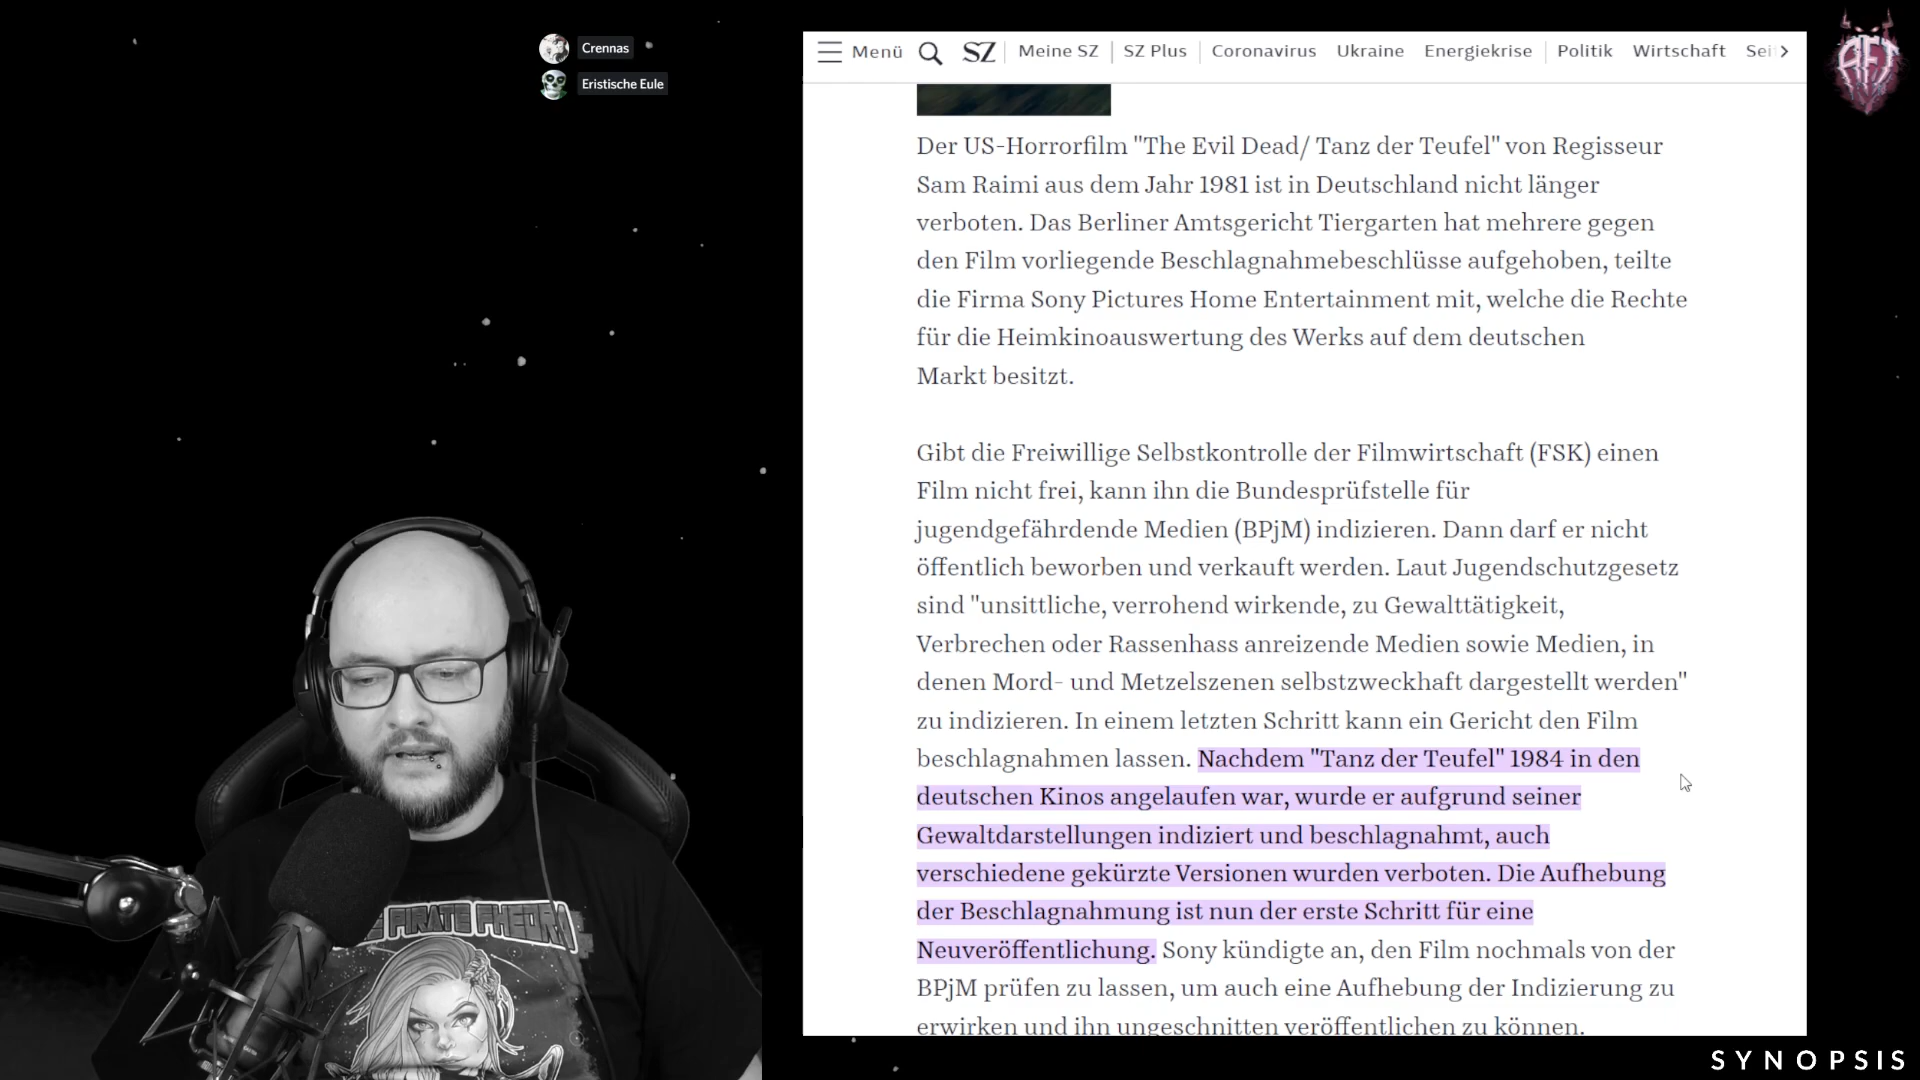 Crennas
Eristische Eule
Menü
SZ
Meine SZ
SZ Plus
Coronavirus
Ukraine
Energiekrise
Politik
Wirtschaft
Der US-Horrorfilm "The Evil Dead/ Tanz der Teufel" von Regisseur
Sam Raimi aus dem Jahr 1981 ist in Deutschland nicht länger
verboten. Das Berliner Amtsgericht Tiergarten hat mehrere gegen
den Film vorliegende Beschlagnahmebeschlüsse aufgehoben, teilte
die Firma Sony Pictures Home Entertainment mit, welche die Rechte
für die Heimkinoauswertung des Werks auf dem deutschen
Markt besitzt.
Gibt die Freiwillige Selbstkontrolle der Filmwirtschaft (FSK) einen
Film nicht frei, kann ihn die Bundesprüfstelle für
jugendgefährdende Medien (BPjM) indizieren. Dann darf er nicht
öffentlich beworben und verkauft werden. Laut Jugendschutzgesetz
sind "unsittliche, verrohend wirkende, zu Gewalttätigkeit,
Verbrechen oder Rassenhass anreizende Medien sowie Medien, in
denen Mord- und Metzelszenen selbstzweckhaft dargestellt werden"
zu indizieren. In einem letzten Schritt kann ein Gericht den Film
beschlagnahmen lassen. Nachdem "Tanz der Teufel" 1984 in den
deutschen Kinos angelaufen war, wurde er aufgrund seiner
Gewaltdarstellungen indiziert und beschlagnahmt, auch
verschiedene gekürzte Versionen wurden verboten. Die Aufhebung
der Beschlagnahmung ist nun der erste Schritt für eine
Neuveröffentlichung. Sony kündigte an, den Film nochmals von der
BPjM prüfen zu lassen, um auch eine Aufhebung der Indizierung zu
erwirken und ihn ungeschnitten veröffentlichen zu können.
PIRATE
SYNOPSIS